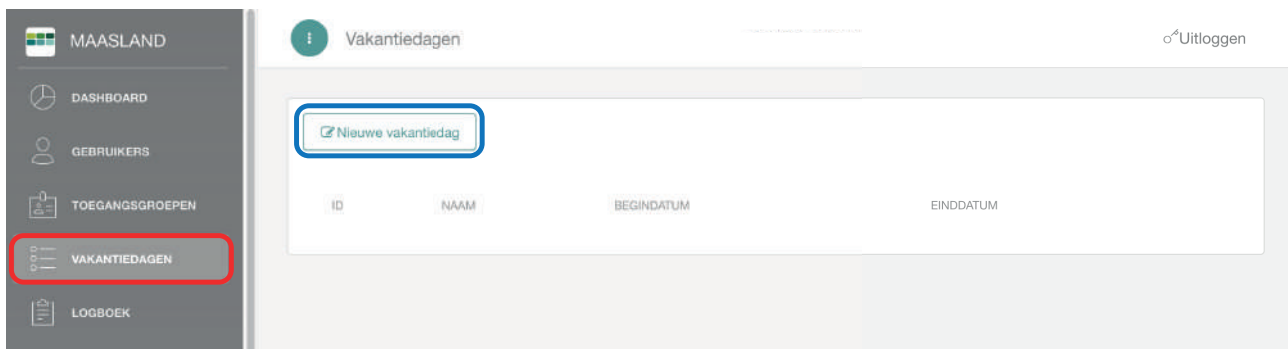 MAASLAND
Vakantiedagen
Uitloggen
DASHBOARD
Nieuwe vakantiedag
GEBRUIKERS
TOEGANGSGROEPEN
ID NAAM BEGINDATUM EINDDATUM
VAKANTIEDAGEN
LOGBOEK